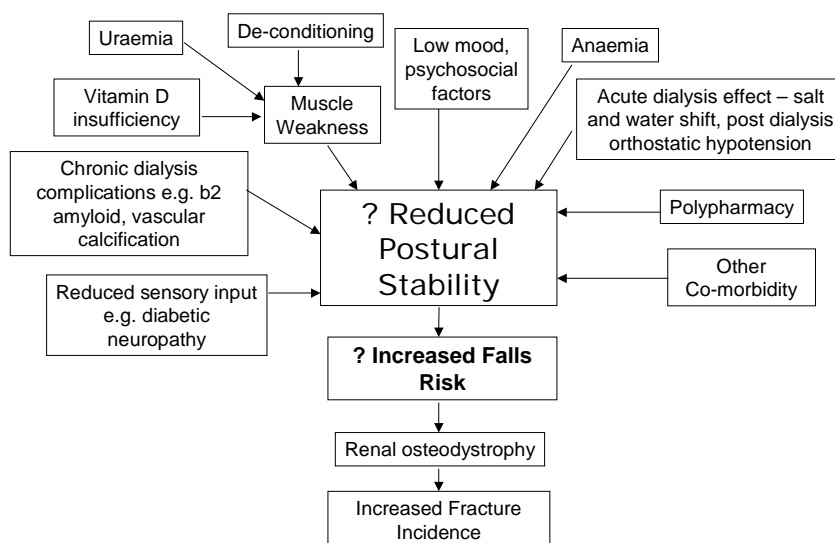 Uraemia
De-conditioning
Low mood,
psychosocial
factors
Anaemia
Vitamin D
insufficiency
Muscle
Weakness
Acute dialysis effect – salt
and water shift, post dialysis
orthostatic hypotension
Chronic dialysis
complications e.g. b2
amyloid, vascular
calcification
? Reduced
Postural
Stability
Polypharmacy
Other
Co-morbidity
Reduced sensory input
e.g. diabetic
neuropathy
? Increased Falls
Risk
Renal osteodystrophy
Increased Fracture
Incidence